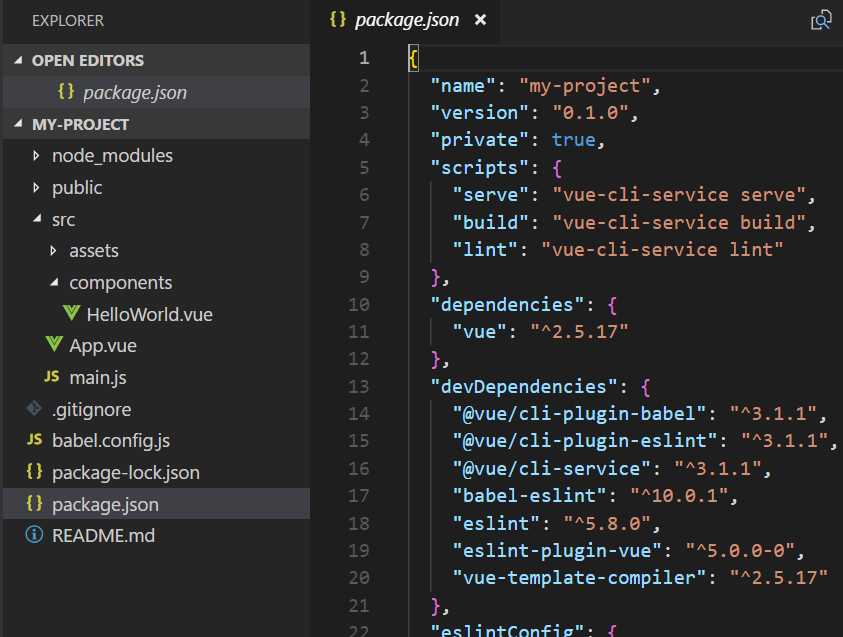 EXPLORER
OPEN EDITORS
{} package.json
MY-PROJECT
node_modules
public
src
assets
components
HelloWorld.vue
App.vue
JS main.js
.gitignore
JS babel.config.js
{} package-lock.json
{} package.json
README.md
{} package.json ×
1 {
2 "name": "my-project",
3 "version": "0.1.0",
4 "private": true,
5 "scripts": {
6 "serve": "vue-cli-service serve",
7 "build": "vue-cli-service build",
8 "lint": "vue-cli-service lint"
9 },
10 "dependencies": {
11 "vue": "^2.5.17"
12 },
13 "devDependencies": {
14 "@vue/cli-plugin-babel": "^3.1.1",
15 "@vue/cli-plugin-eslint": "^3.1.1",
16 "@vue/cli-service": "^3.1.1",
17 "babel-eslint": "^10.0.1",
18 "eslint": "^5.8.0",
19 "eslint-plugin-vue": "^5.0.0-0",
20 "vue-template-compiler": "^2.5.17"
21 },
22 "eslintConfig": {